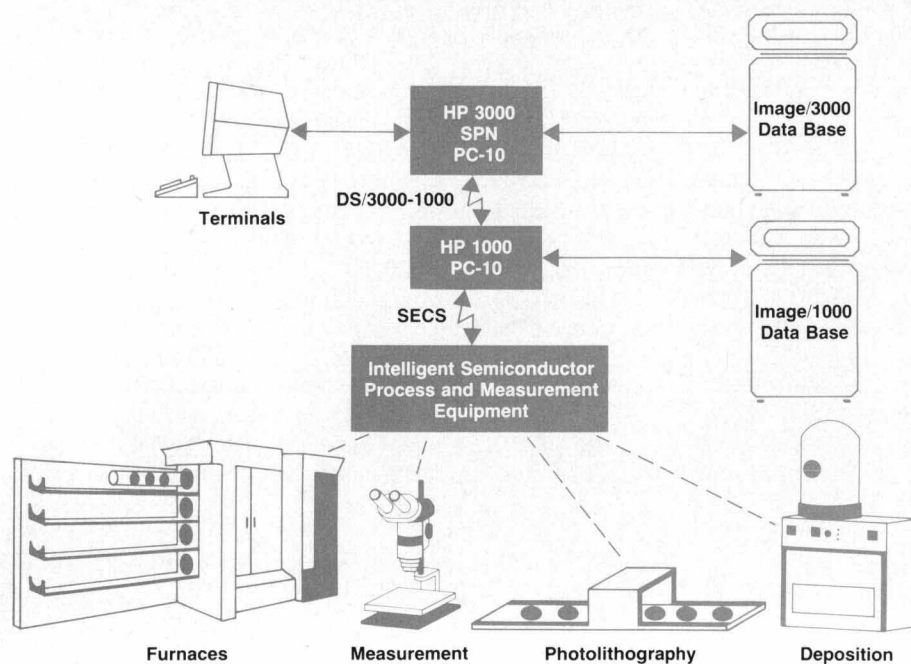 HP 3000
SPN
PC-10
Image/3000
Data Base
Terminals
DS/3000-1000
HP 1000
PC-10
Image/1000
Data Base
SECS
Intelligent Semiconductor
Process and Measurement
Equipment
Furnaces
Measurement
Photolithography
Deposition